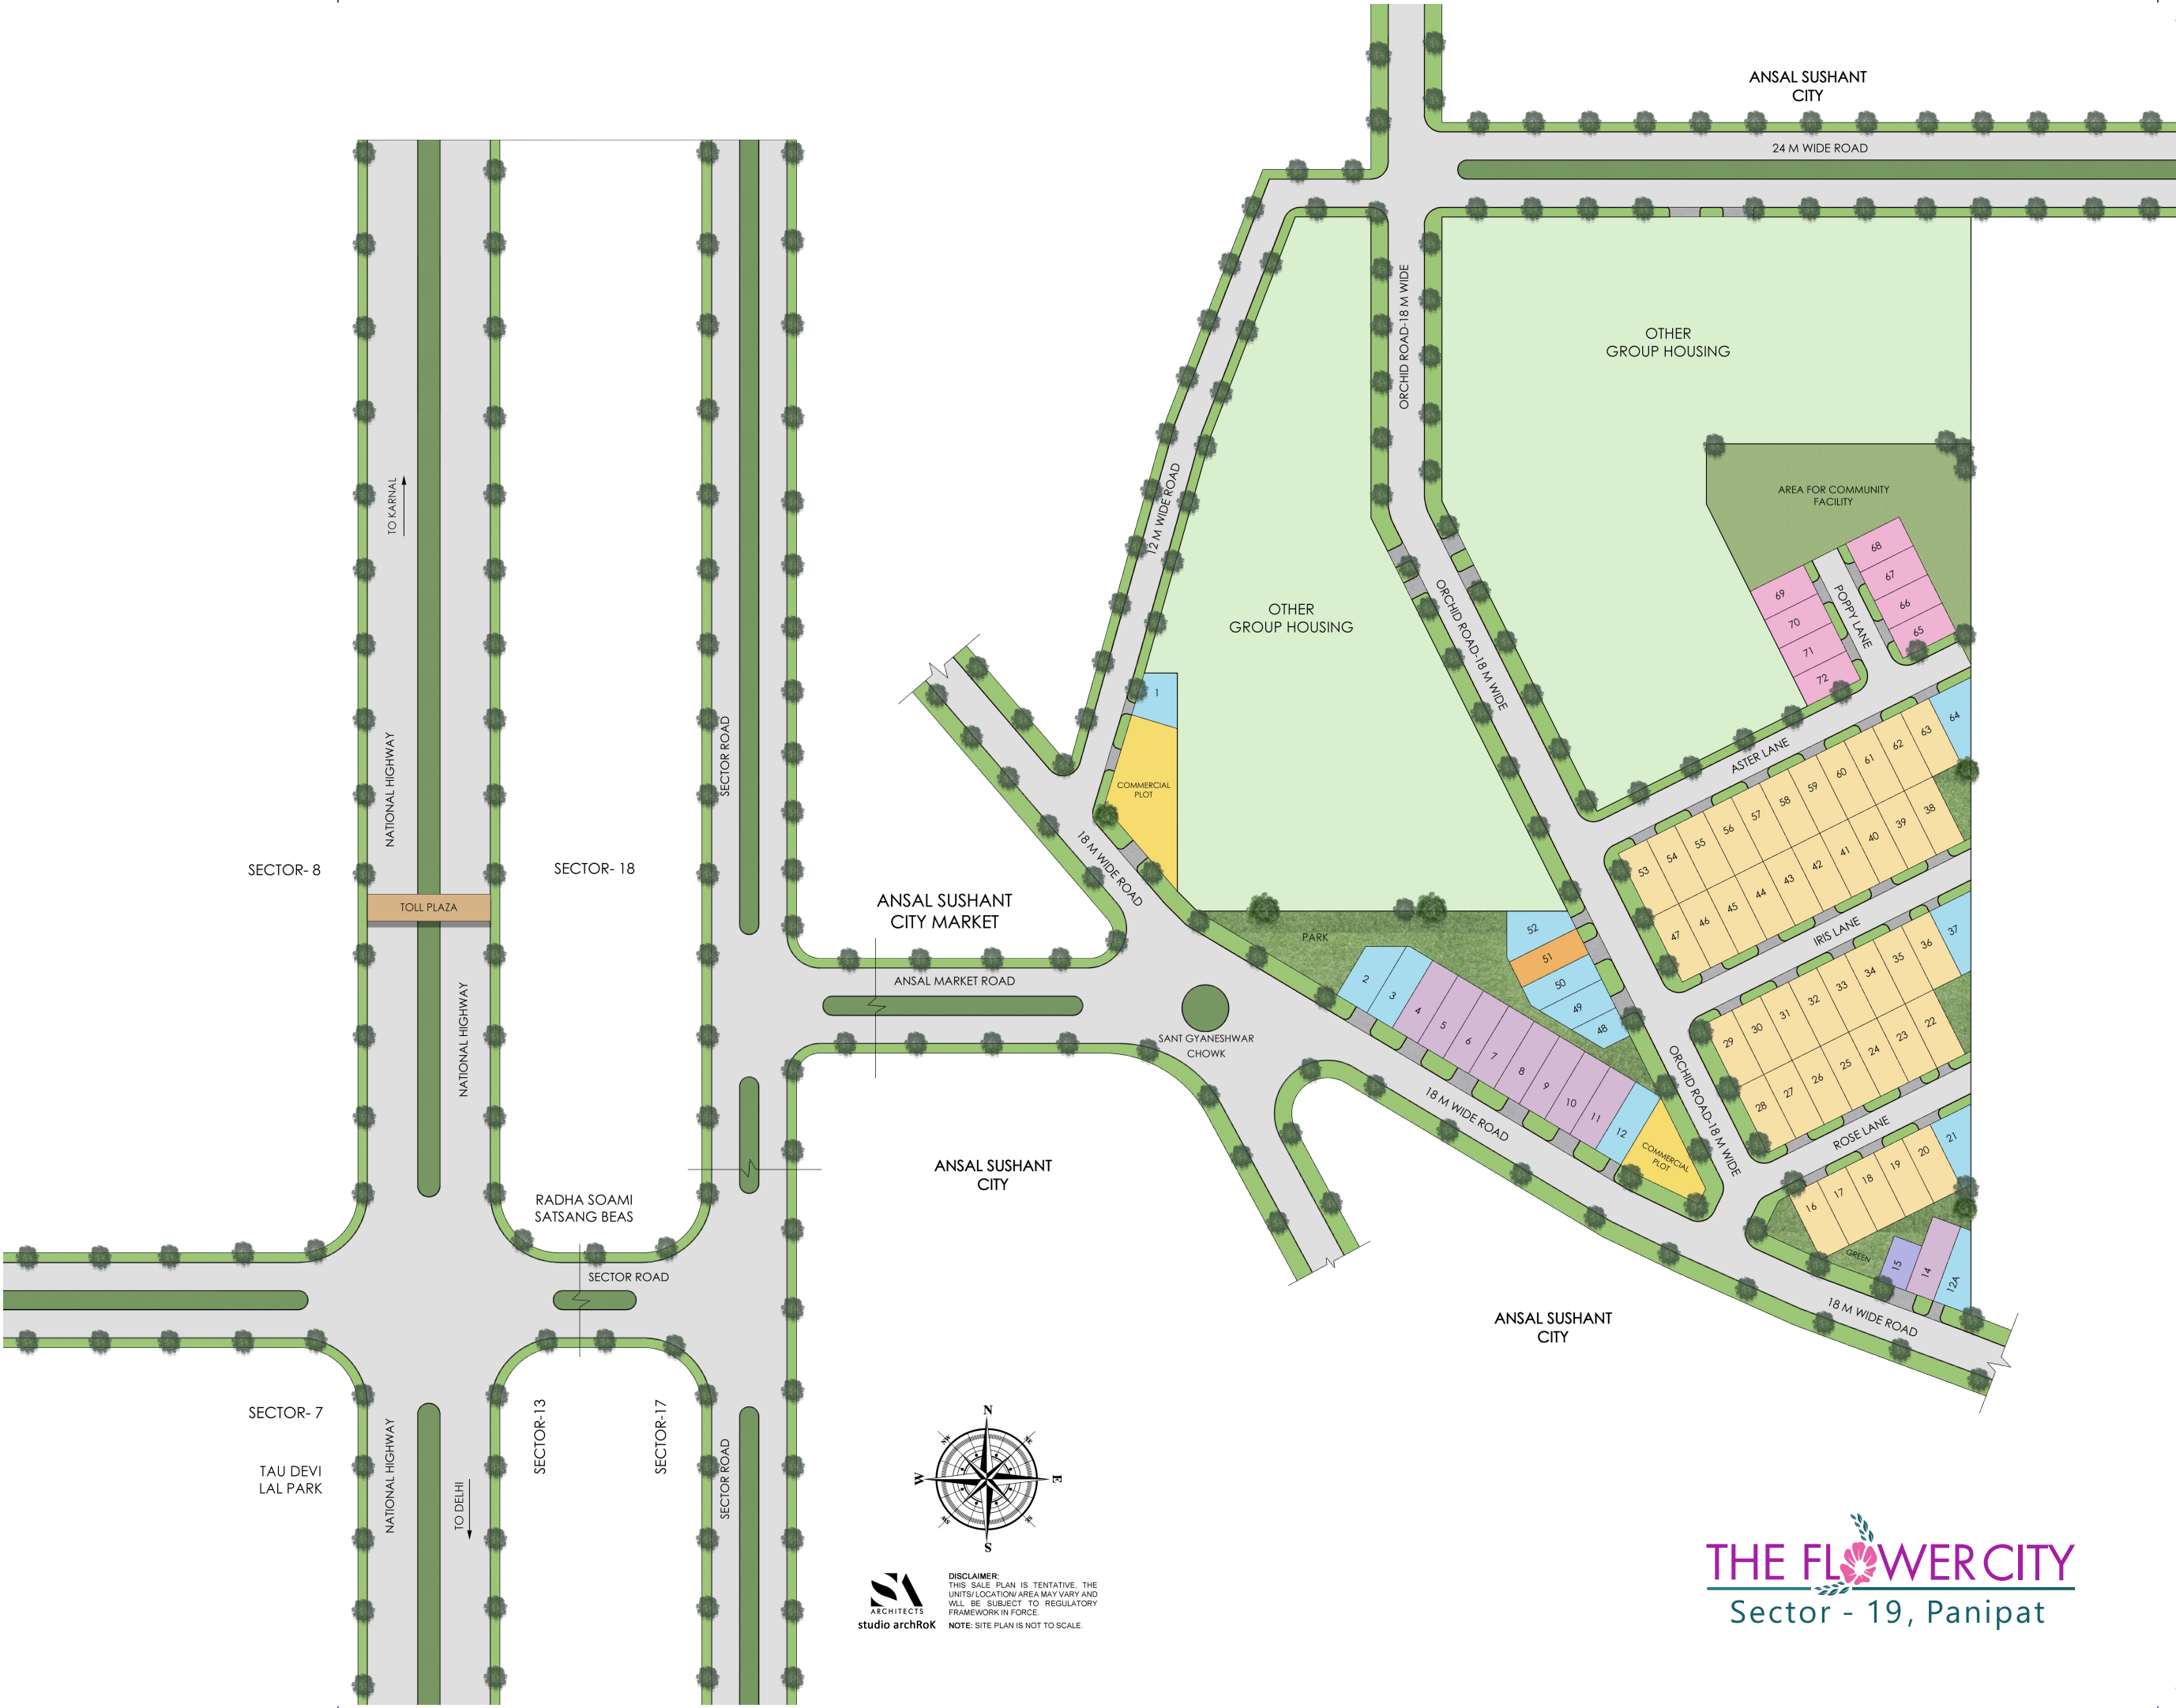 ANSAL SUSHANT
CITY
24 M WIDE ROAD
ORCHID ROAD-18 M WIDE
OTHER
GROUP HOUSING
AREA FOR COMMUNITY
FACILITY
TO KARNAL
12 M WIDE ROAD
68
67
66
65
69
70
71
72
POPPY LANE
OTHER
GROUP HOUSING
ORCHID ROAD-18 M WIDE
1
COMMERCIAL
PLOT
NATIONAL HIGHWAY
SECTOR ROAD
ASTER LANE
64
63
62
61
60
59
58
57
56
55
54
53
38
39
40
41
42
43
44
45
46
47
18 M WIDE ROAD
SECTOR- 8
SECTOR- 18
TOLL PLAZA
ANSAL SUSHANT
CITY MARKET
PARK
52
51
50
49
48
IRIS LANE
37
36
35
34
33
32
31
30
29
22
23
24
25
26
27
28
ANSAL MARKET ROAD
NATIONAL HIGHWAY
SANT GYANESHWAR
CHOWK
2
3
4
5
6
7
8
9
10
11
12
COMMERCIAL
PLOT
18 M WIDE ROAD
ORCHID ROAD-18 M WIDE
ROSE LANE
21
20
19
18
17
16
GREEN
15
14
12A
18 M WIDE ROAD
ANSAL SUSHANT
CITY
RADHA SOAMI
SATSANG BEAS
SECTOR ROAD
ANSAL SUSHANT
CITY
SECTOR- 7
TAU DEVI
LAL PARK
NATIONAL HIGHWAY
TO DELHI
SECTOR-13
SECTOR-17
SECTOR ROAD
N
NW
NE
W
E
SW
SE
S
SA
ARCHITECTS
studio archRoK
DISCLAIMER:
THIS SALE PLAN IS TENTATIVE, THE
UNITS/ LOCATION/ AREA MAY VARY AND
WLL BE SUBJECT TO REGULATORY
FRAMEWORK IN FORCE.
NOTE: SITE PLAN IS NOT TO SCALE.
THE FLOWER CITY
Sector - 19, Panipat